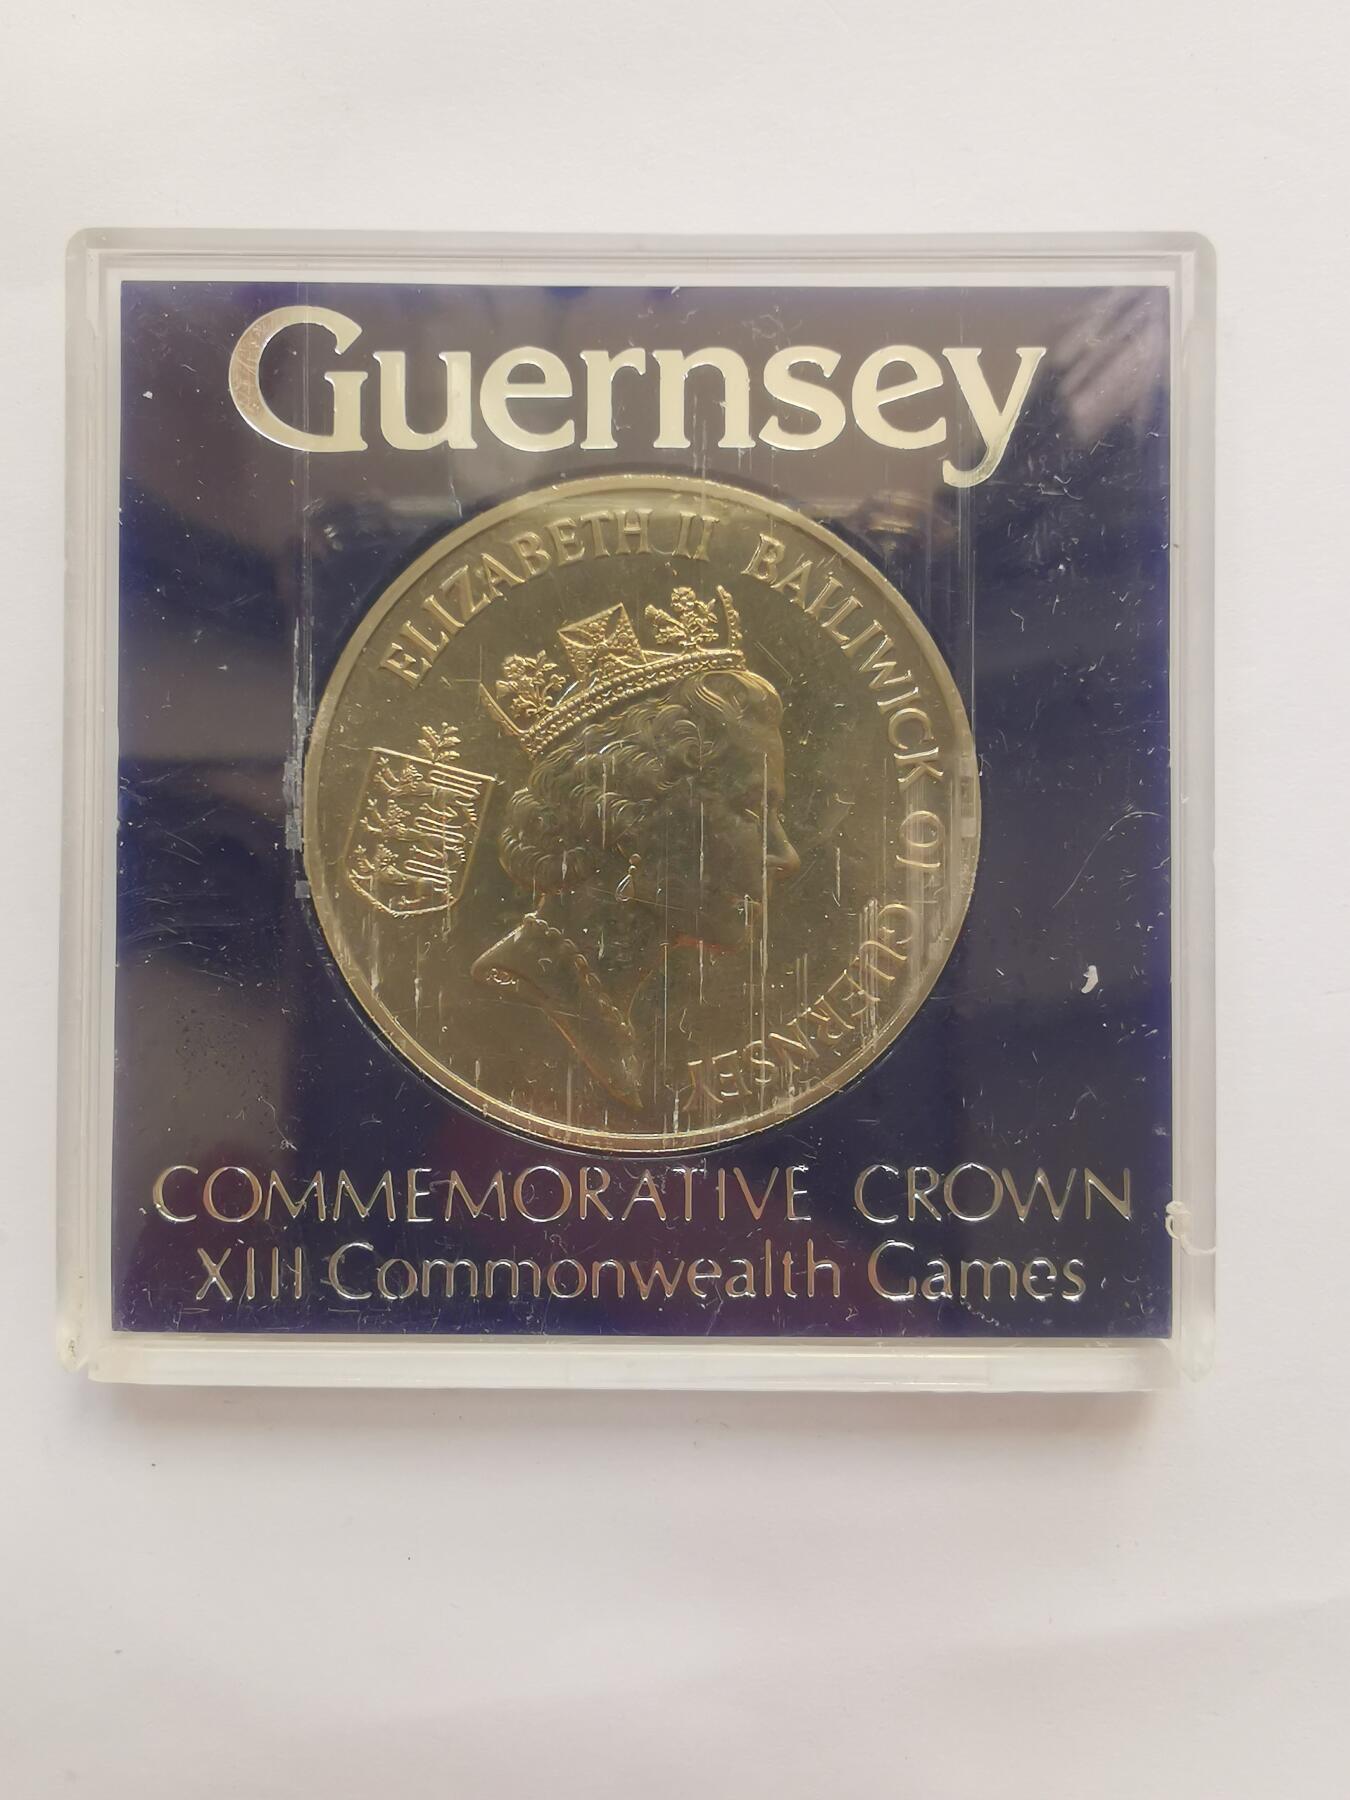 Guernsey
ELIZABETH II BAILIWICK OF GUERNSEY
COMMEMORATIVE CROWN
XIII Commonwealth Games